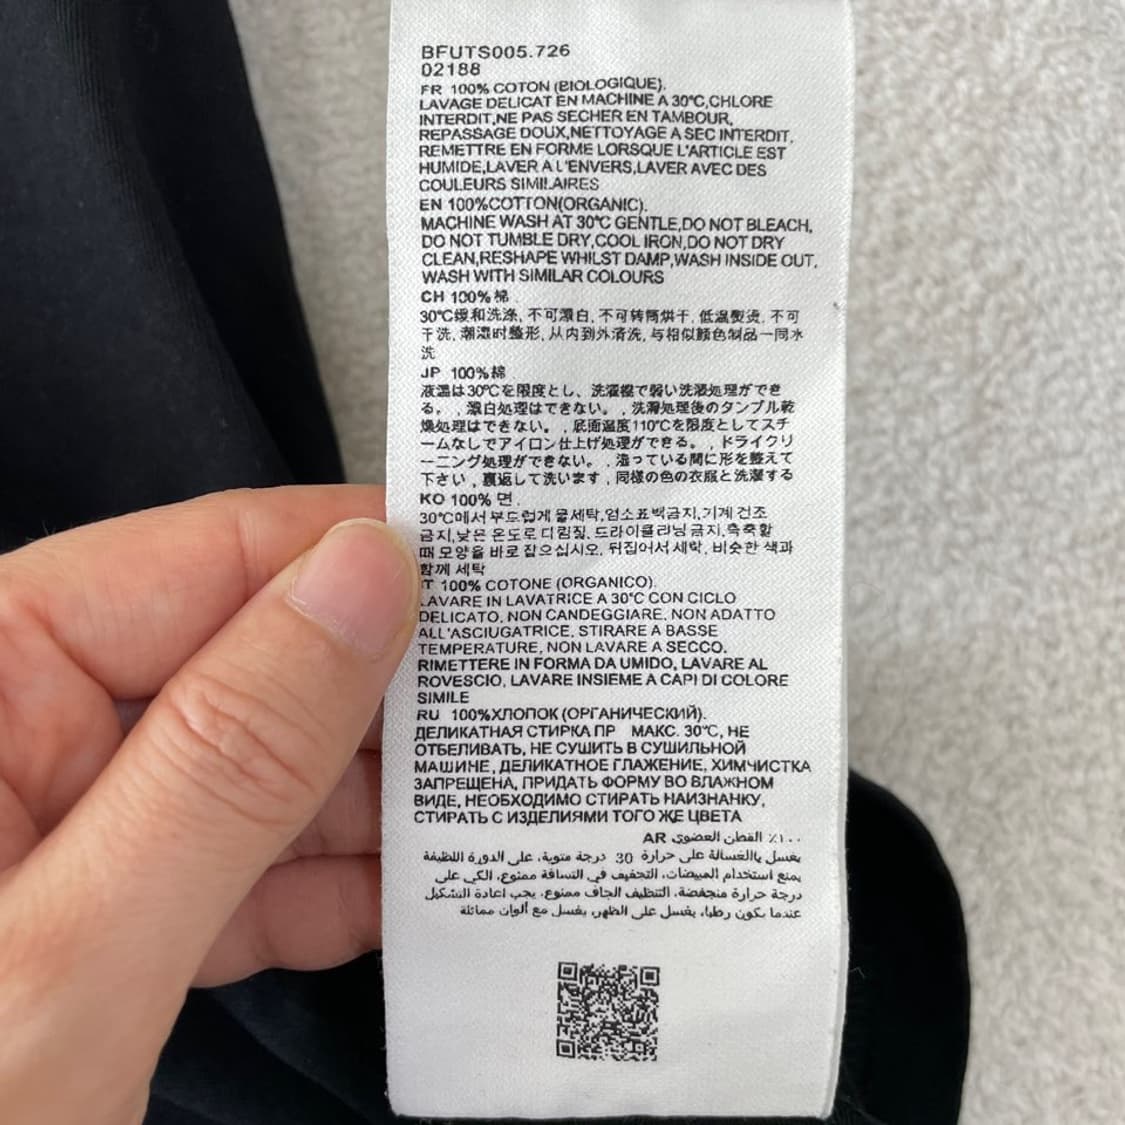 BFUTS005.726
02188
FR 100% COTON (BIOLOGIQUE).
LAVAGE DELICAT EN MACHINE A 30°C,CHLORE
INTERDIT,NE PAS SECHER EN TAMBOUR,
REPASSAGE DOUX,NETTOYAGE A SEC INTERDIT,
REMETTRE EN FORME LORSQUE L'ARTICLE EST
HUMIDE,LAVER A L'ENVERS,LAVER AVEC DES
COULEURS SIMILAIRES
EN 100%COTTON(ORGANIC).
MACHINE WASH AT 30°C GENTLE,DO NOT BLEACH,
DO NOT TUMBLE DRY,COOL IRON,DO NOT DRY
CLEAN,RESHAPE WHILST DAMP,WASH INSIDE OUT,
WASH WITH SIMILAR COLOURS
CH 100% 棉 .
30℃缓和洗涤, 不可漂白, 不可转筒烘干, 低温熨烫, 不可
干洗, 潮湿时整形, 从内到外清洗, 与相似颜色制品一同水
洗
JP 100%綿
液温は30℃を限度とし、洗濯機で弱い洗濯処理ができ
る。, 漂白処理はできない。, 洗濯処理後のタンブル乾
燥処理はできない。, 底面温度110℃を限度としてスチ
ームなしでアイロン仕上げ処理ができる。, ドライクリ
ーニング処理ができない。, 湿っている間に形を整えて
下さい , 裏返して洗います , 同様の色の衣服と洗濯する
KO 100% 면 .
30℃에서 부드럽게 물세탁,염소표백금지,기계 건조
금지,낮은 온도로 다림질, 드라이클리닝 금지,축축할
때 모양을 바로 잡으십시오, 뒤집어서 세탁, 비슷한 색과
함께 세탁
IT 100% COTONE (ORGANICO).
LAVARE IN LAVATRICE A 30°C CON CICLO
DELICATO, NON CANDEGGIARE, NON ADATTO
ALL'ASCIUGATRICE, STIRARE A BASSE
TEMPERATURE, NON LAVARE A SECCO,
RIMETTERE IN FORMA DA UMIDO, LAVARE AL
ROVESCIO, LAVARE INSIEME A CAPI DI COLORE
SIMILE
RU 100%ХЛОПОК (ОРГАНИЧЕСКИЙ).
ДЕЛИКАТНАЯ СТИРКА ПР МАКС. 30°C, НЕ
ОТБЕЛИВАТЬ, НЕ СУШИТЬ В СУШИЛЬНОЙ
МАШИНЕ, ДЕЛИКАТНОЕ ГЛАЖЕНИЕ, ХИМЧИСТКА
ЗАПРЕЩЕНА, ПРИДАТЬ ФОРМУ ВО ВЛАЖНОМ
ВИДЕ, НЕОБХОДИМО СТИРАТЬ НАИЗНАНКУ,
СТИРАТЬ С ИЗДЕЛИЯМИ ТОГО ЖЕ ЦВЕТА
١٠٠٪ القطن العضوي AR
يغسل بالغسالة على حرارة 30 درجة مئوية، على الدورة اللطيفة
يمنع استخدام المبيضات، التجفيف في النشافة ممنوع، الكي على
درجة حرارة منخفضة، التنظيف الجاف ممنوع، يجب اعادة التشكيل
عندما يكون رطبا، يغسل على الظهر، يغسل مع ألوان مماثلة